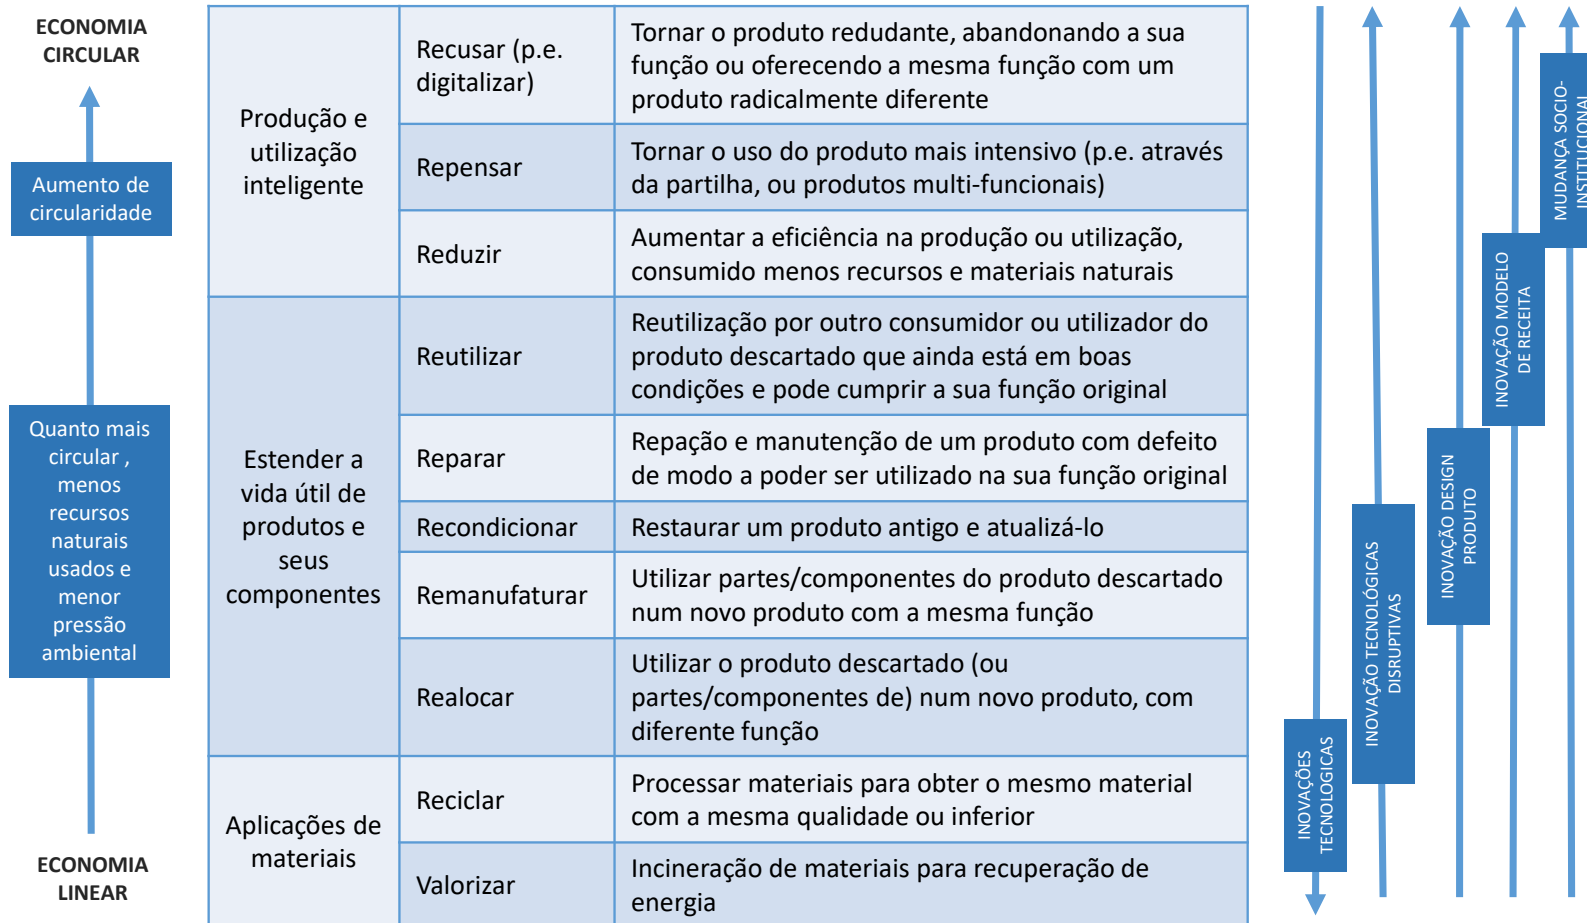 ECONOMIA
CIRCULAR
Aumento de
circularidade
Quanto mais
circular ,
menos
recursos
naturais
usados e
menor
pressão
ambiental
ECONOMIA
LINEAR
Produção e
utilização
inteligente
Recusar (p.e.
digitalizar)
Tornar o produto redudante, abandonando a sua
função ou oferecendo a mesma função com um
produto radicalmente diferente
Repensar
Tornar o uso do produto mais intensivo (p.e. através
da partilha, ou produtos multi-funcionais)
Reduzir
Aumentar a eficiência na produção ou utilização,
consumido menos recursos e materiais naturais
Estender a
vida útil de
produtos e
seus
componentes
Reutilizar
Reutilização por outro consumidor ou utilizador do
produto descartado que ainda está em boas
condições e pode cumprir a sua função original
Reparar
Repação e manutenção de um produto com defeito
de modo a poder ser utilizado na sua função original
Recondicionar
Restaurar um produto antigo e atualizá-lo
Remanufaturar
Utilizar partes/componentes do produto descartado
num novo produto com a mesma função
Realocar
Utilizar o produto descartado (ou
partes/componentes de) num novo produto, com
diferente função
Aplicações de
materiais
Reciclar
Processar materiais para obter o mesmo material
com a mesma qualidade ou inferior
Valorizar
Incineração de materiais para recuperação de
energia
INOVAÇÕES
TECNOLOGICAS
INOVAÇÃO TECNOLÓGICAS
DISRUPTIVAS
INOVAÇÃO DESIGN
PRODUTO
INOVAÇÃO MODELO
DE RECEITA
MUDANÇA SOCIO-
INSTITUCIONAL